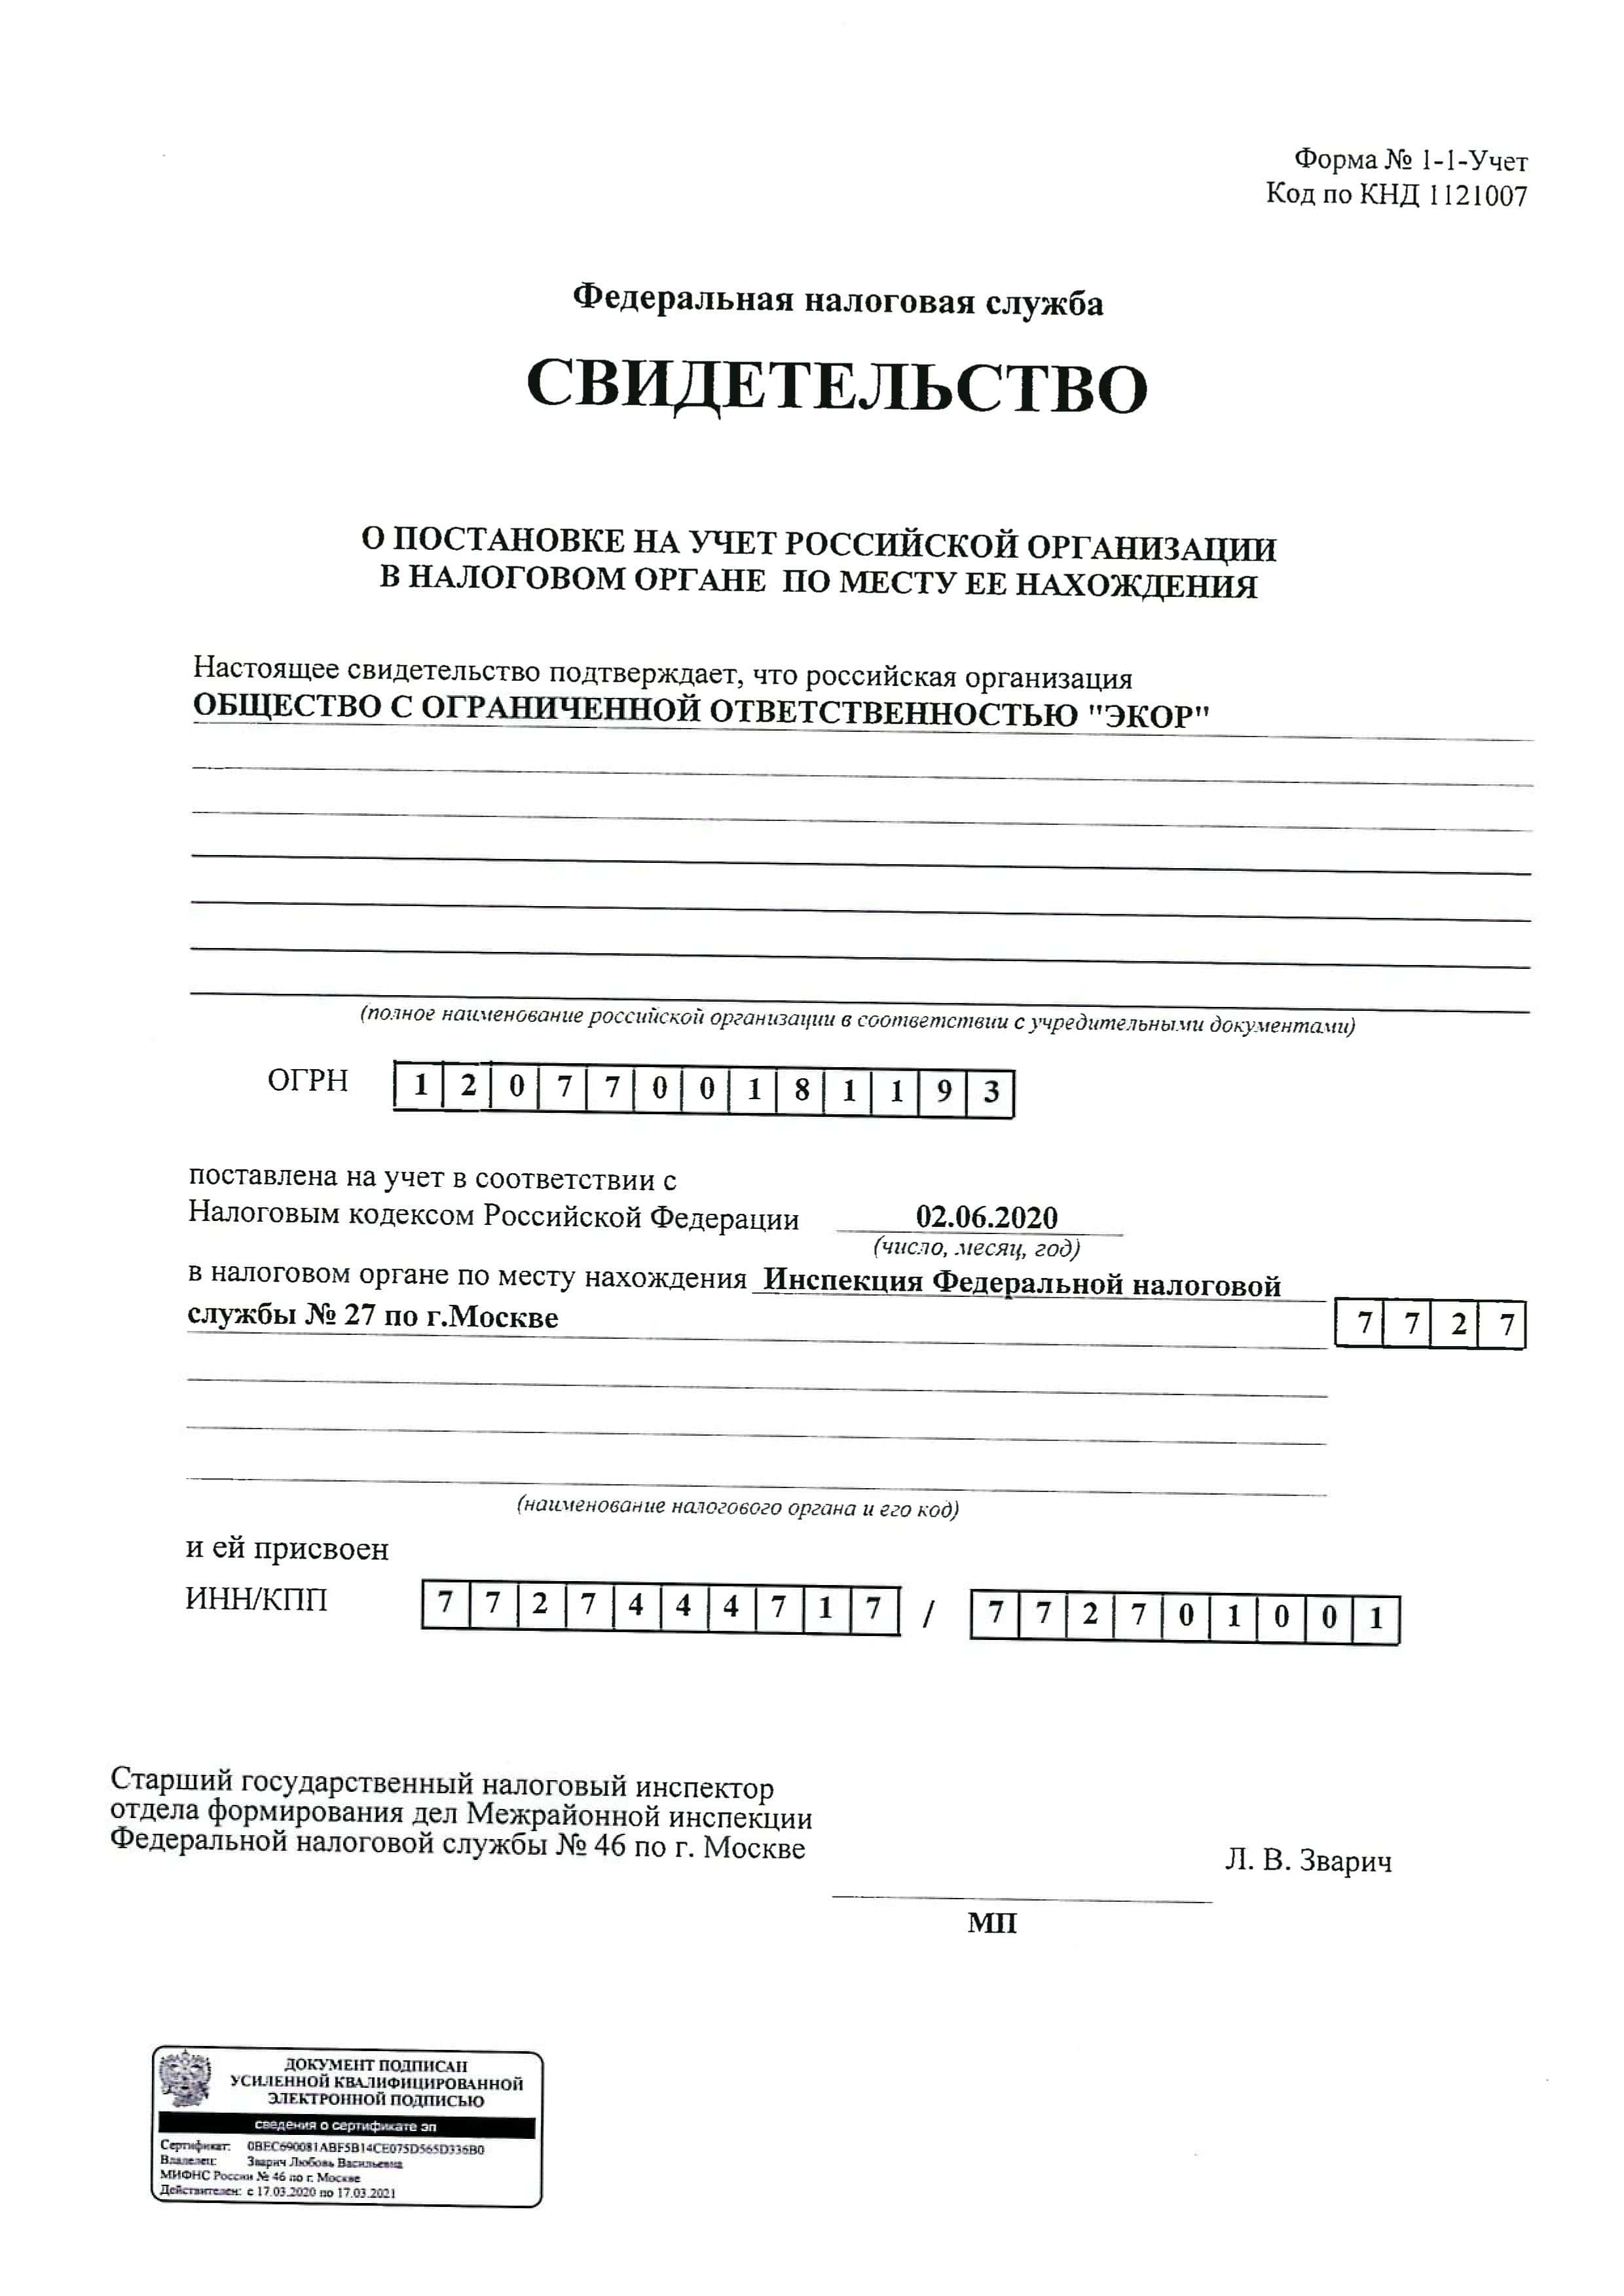 Форма № 1-1-Учет
Код по КНД 1121007
Федеральная налоговая служба
СВИДЕТЕЛЬСТВО
О ПОСТАНОВКЕ НА УЧЕТ РОССИЙСКОЙ ОРГАНИЗАЦИИ
В НАЛОГОВОМ ОРГАНЕ ПО МЕСТУ ЕЕ НАХОЖДЕНИЯ
Настоящее свидетельство подтверждает, что российская организация
ОБЩЕСТВО С ОГРАНИЧЕННОЙ ОТВЕТСТВЕННОСТЬЮ "ЭКОР"
(полное наименование российской организации в соответствии с учредительными документами)
ОГРН 1 2 0 7 7 0 0 1 8 1 1 9 3
поставлена на учет в соответствии с
Налоговым кодексом Российской Федерации 02.06.2020
(число, месяц, год)
в налоговом органе по месту нахождения Инспекция Федеральной налоговой
службы № 27 по г.Москве 7 7 2 7
(наименование налогового органа и его код)
и ей присвоен
ИНН/КПП 7 7 2 7 4 4 4 7 1 7 / 7 7 2 7 0 1 0 0 1
Старший государственный налоговый инспектор
отдела формирования дел Межрайонной инспекции
Федеральной налоговой службы № 46 по г. Москве
Л. В. Зварич
МП
ДОКУМЕНТ ПОДПИСАН
УСИЛЕННОЙ КВАЛИФИЦИРОВАННОЙ
ЭЛЕКТРОННОЙ ПОДПИСЬЮ
сведения о сертификате эп
Сертификат: 0BEC690081ABF5B14CE075D565D336B0
Владелец: Зварич Любовь Васильевна
МИФНС России № 46 по г. Москве
Действителен: с 17.03.2020 по 17.03.2021